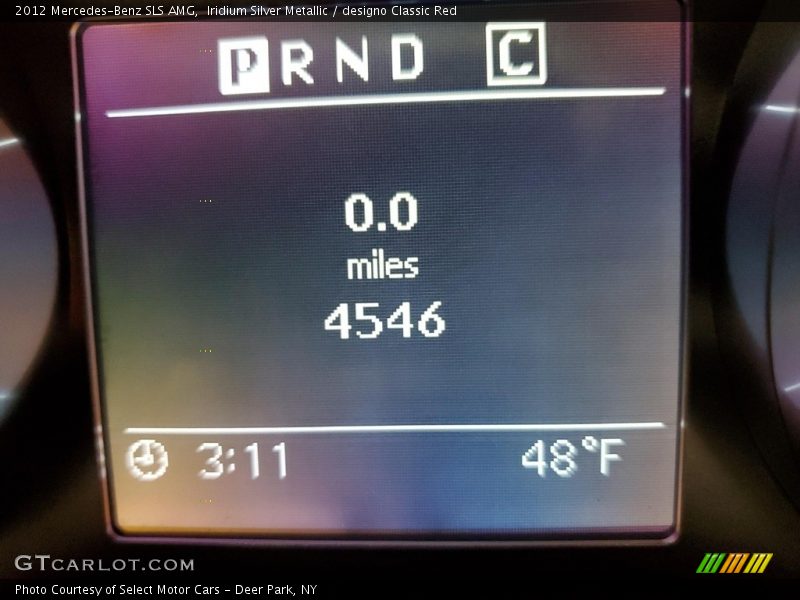 2012 Mercedes-Benz SLS AMG, Iridium Silver Metallic / designo Classic Red
P R N D C
0.0
miles
4546
3:11 48°F
GTCARLOT.COM
Photo Courtesy of Select Motor Cars - Deer Park, NY